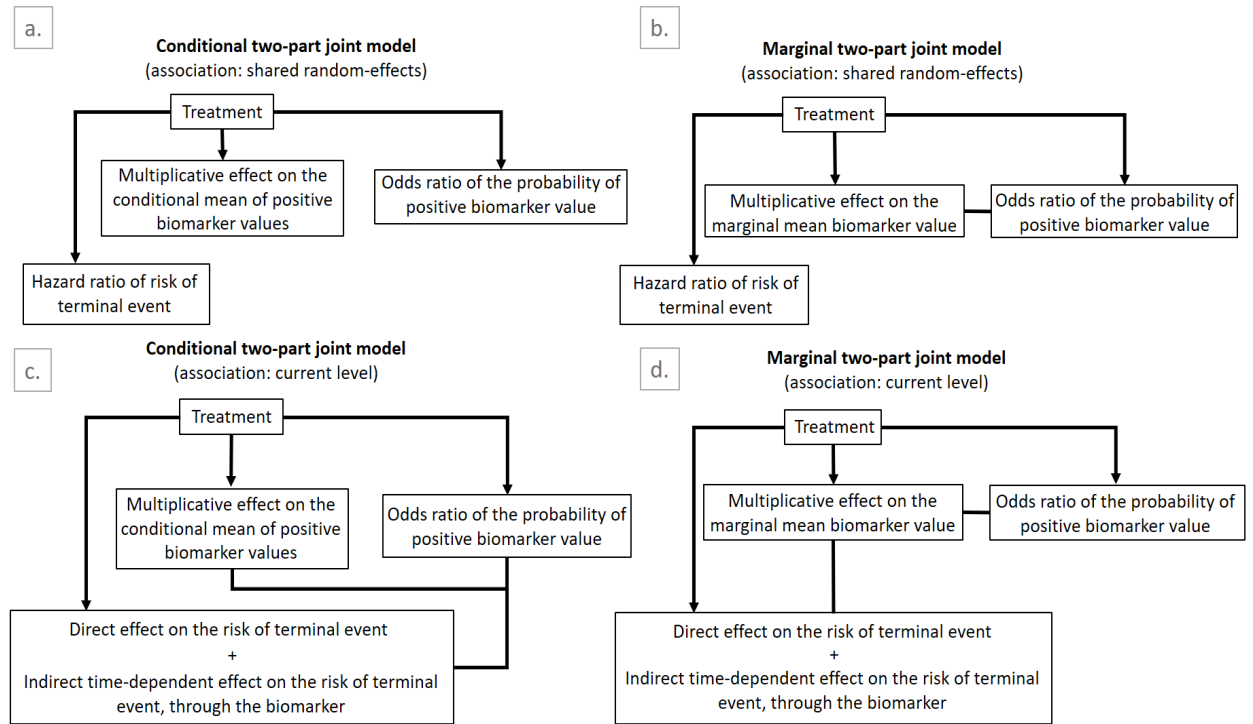 a.
Conditional two-part joint model
(association: shared random-effects)
Treatment
Multiplicative effect on the
conditional mean of positive
biomarker values
Odds ratio of the probability of
positive biomarker value
Hazard ratio of risk of
terminal event
b.
Marginal two-part joint model
(association: shared random-effects)
Treatment
Multiplicative effect on the
marginal mean biomarker value
Odds ratio of the probability of
positive biomarker value
Hazard ratio of risk of
terminal event
c.
Conditional two-part joint model
(association: current level)
Treatment
Multiplicative effect on the
conditional mean of positive
biomarker values
Odds ratio of the probability of
positive biomarker value
Direct effect on the risk of terminal event
+
Indirect time-dependent effect on the risk of terminal
event, through the biomarker
d.
Marginal two-part joint model
(association: current level)
Treatment
Multiplicative effect on the
marginal mean biomarker value
Odds ratio of the probability of
positive biomarker value
Direct effect on the risk of terminal event
+
Indirect time-dependent effect on the risk of terminal
event, through the biomarker